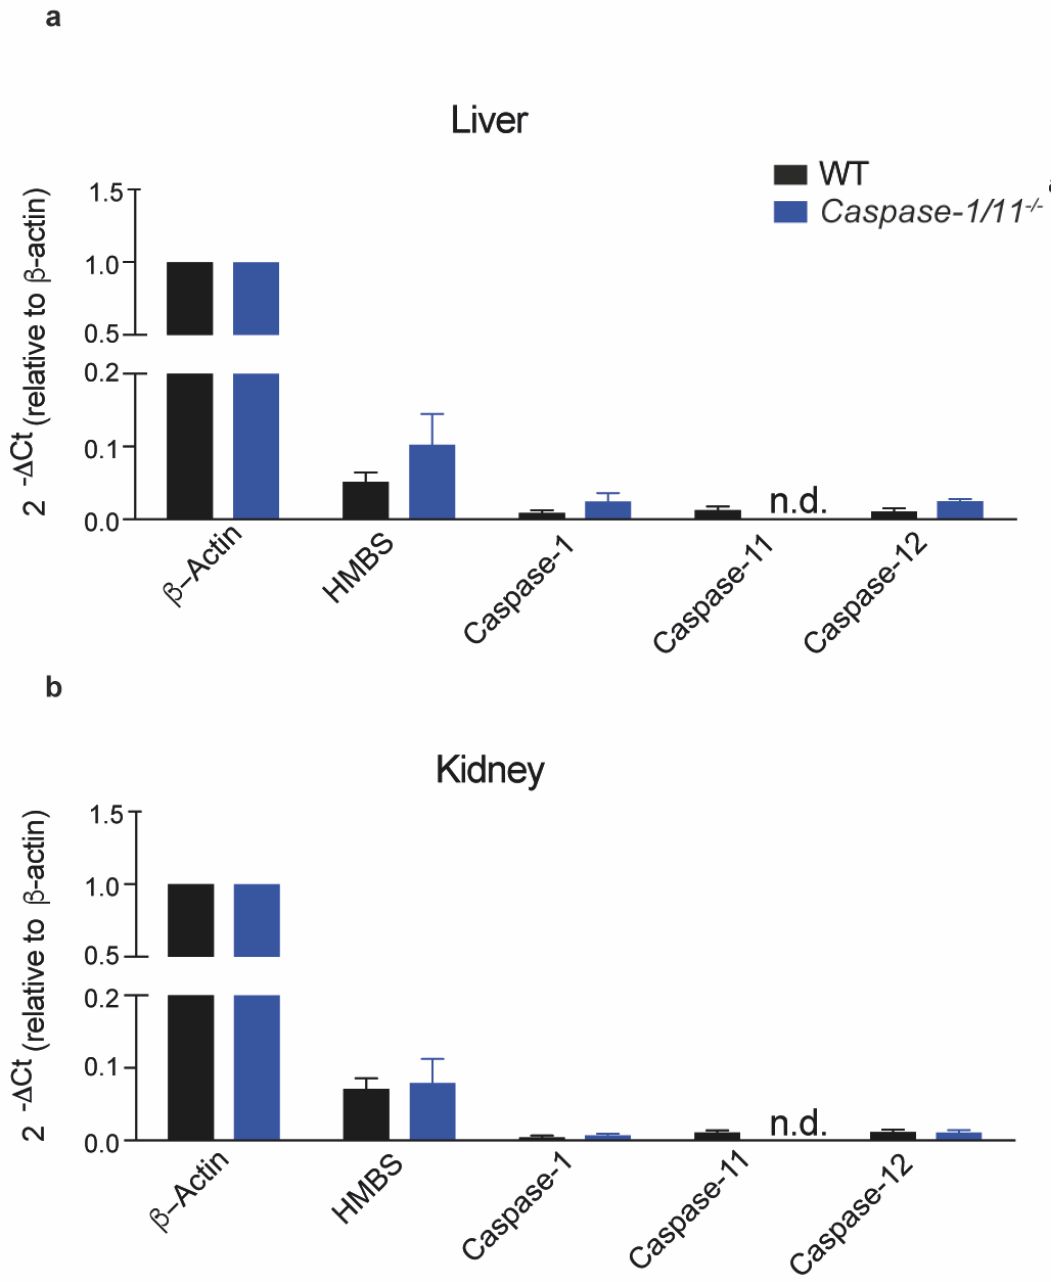 a
Liver
WT
Caspase-1/11-/-
2 -ΔCt (relative to β-actin)
1.5
1.0
0.5
0.2
0.1
0.0
n.d.
β–Actin
HMBS
Caspase-1
Caspase-11
Caspase-12
b
Kidney
2 -ΔCt (relative to β-actin)
1.5
1.0
0.5
0.2
0.1
0.0
n.d.
β–Actin
HMBS
Caspase-1
Caspase-11
Caspase-12